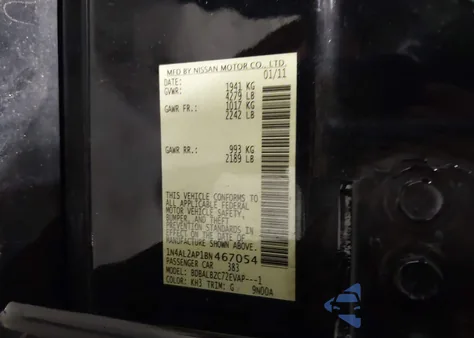 MFD BY NISSAN MOTOR CO., LTD.
DATE: 01/11
GVWR: 1941 KG
4279 LB
GAWR FR: 1017 KG
2242 LB
GAWR RR: 993 KG
2189 LB
THIS VEHICLE CONFORMS TO
ALL APPLICABLE FEDERAL
MOTOR VEHICLE SAFETY,
BUMPER, AND THEFT
PREVENTION STANDARDS IN
EFFECT ON THE DATE OF
MANUFACTURE SHOWN ABOVE.
1N4AL2AP1BN467054
PASSENGER CAR 383
MODEL: BDBALBZC72EVAP---1
COLOR: KH3 TRIM: G 9N00A